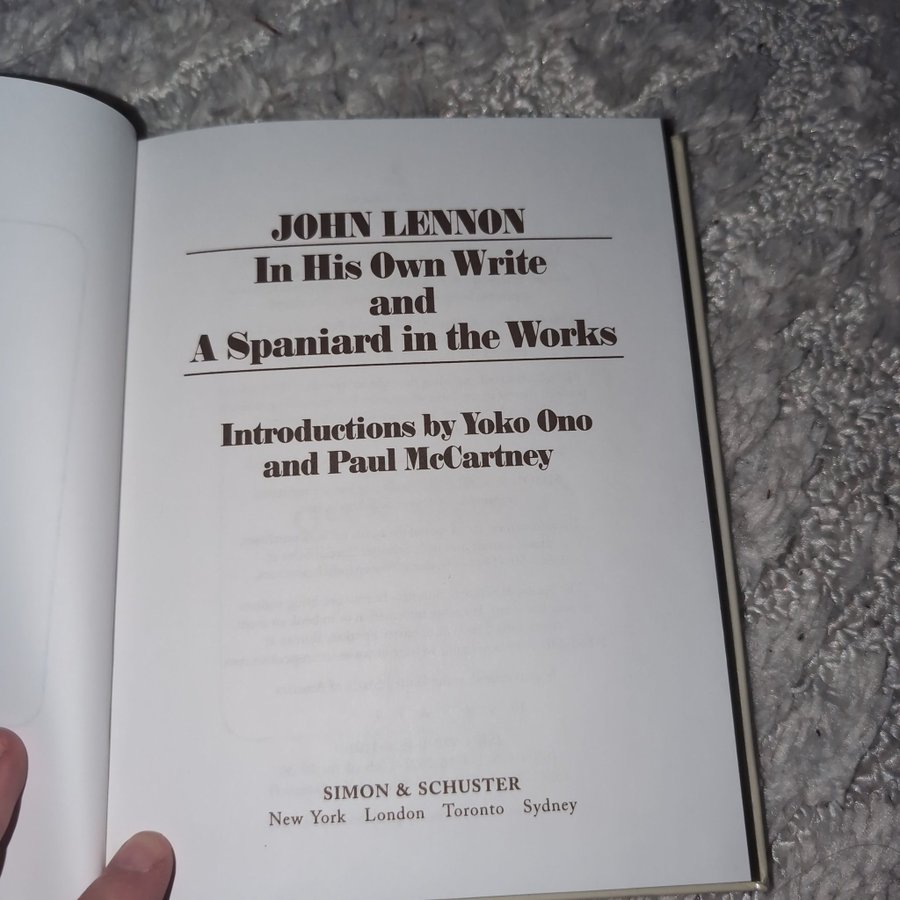 JOHN LENNON
In His Own Write
and
A Spaniard in the Works
Introductions by Yoko Ono
and Paul McCartney
SIMON & SCHUSTER
New York London Toronto Sydney